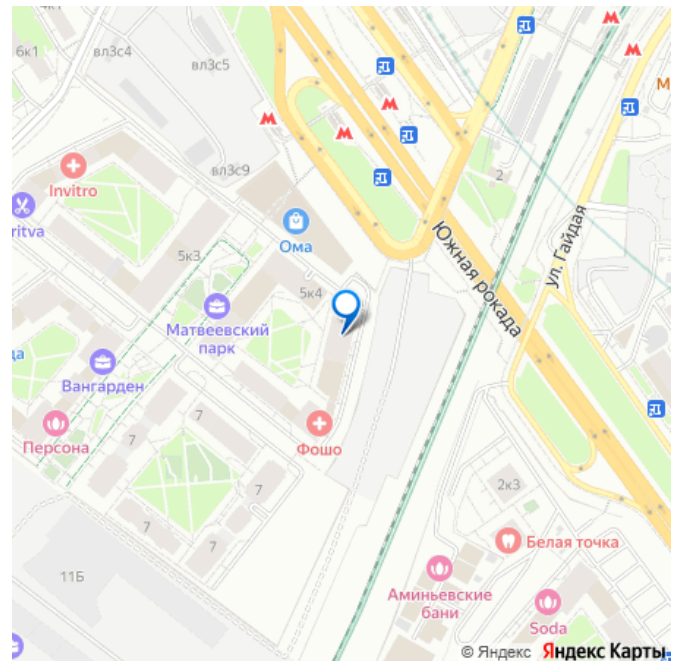 4к1
6к1
вл3с4
вл3с5
вл3с9
Invitro
ritva
Ома
2
Южная рокада
ул. Гайдая
5к3
5к4
Матвеевский
парк
Вангарден
Персона
Фошо
7
7
7
7
2к3
Белая точка
11Б
Аминьевские
бани
Soda
© Яндекс Яндекс Карты